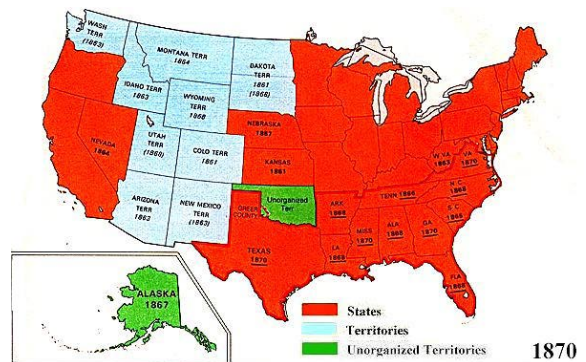 WASH
TERR
(1863)
MONTANA TERR
1864
DAKOTA
TERR
1861
(1868)
IDAHO TERR
1863
WYOMING
TERR
1868
NEBRASKA
1867
NEVADA
1864
UTAH
TERR
(1868)
COLO TERR
1861
KANSAS
1861
W VA
1863
VA
1870
ARIZONA
TERR
1862
NEW MEXICO
TERR
(1863)
GREER
COUNTY
Unorganized
Terr
ARK
1868
TENN 1866
N C
1868
S C
1868
TEXAS
1870
LA
1868
MISS
1870
ALA
1868
GA
1870
FLA
1868
ALASKA
1867
States
Territories
Unorganized Territories
1870